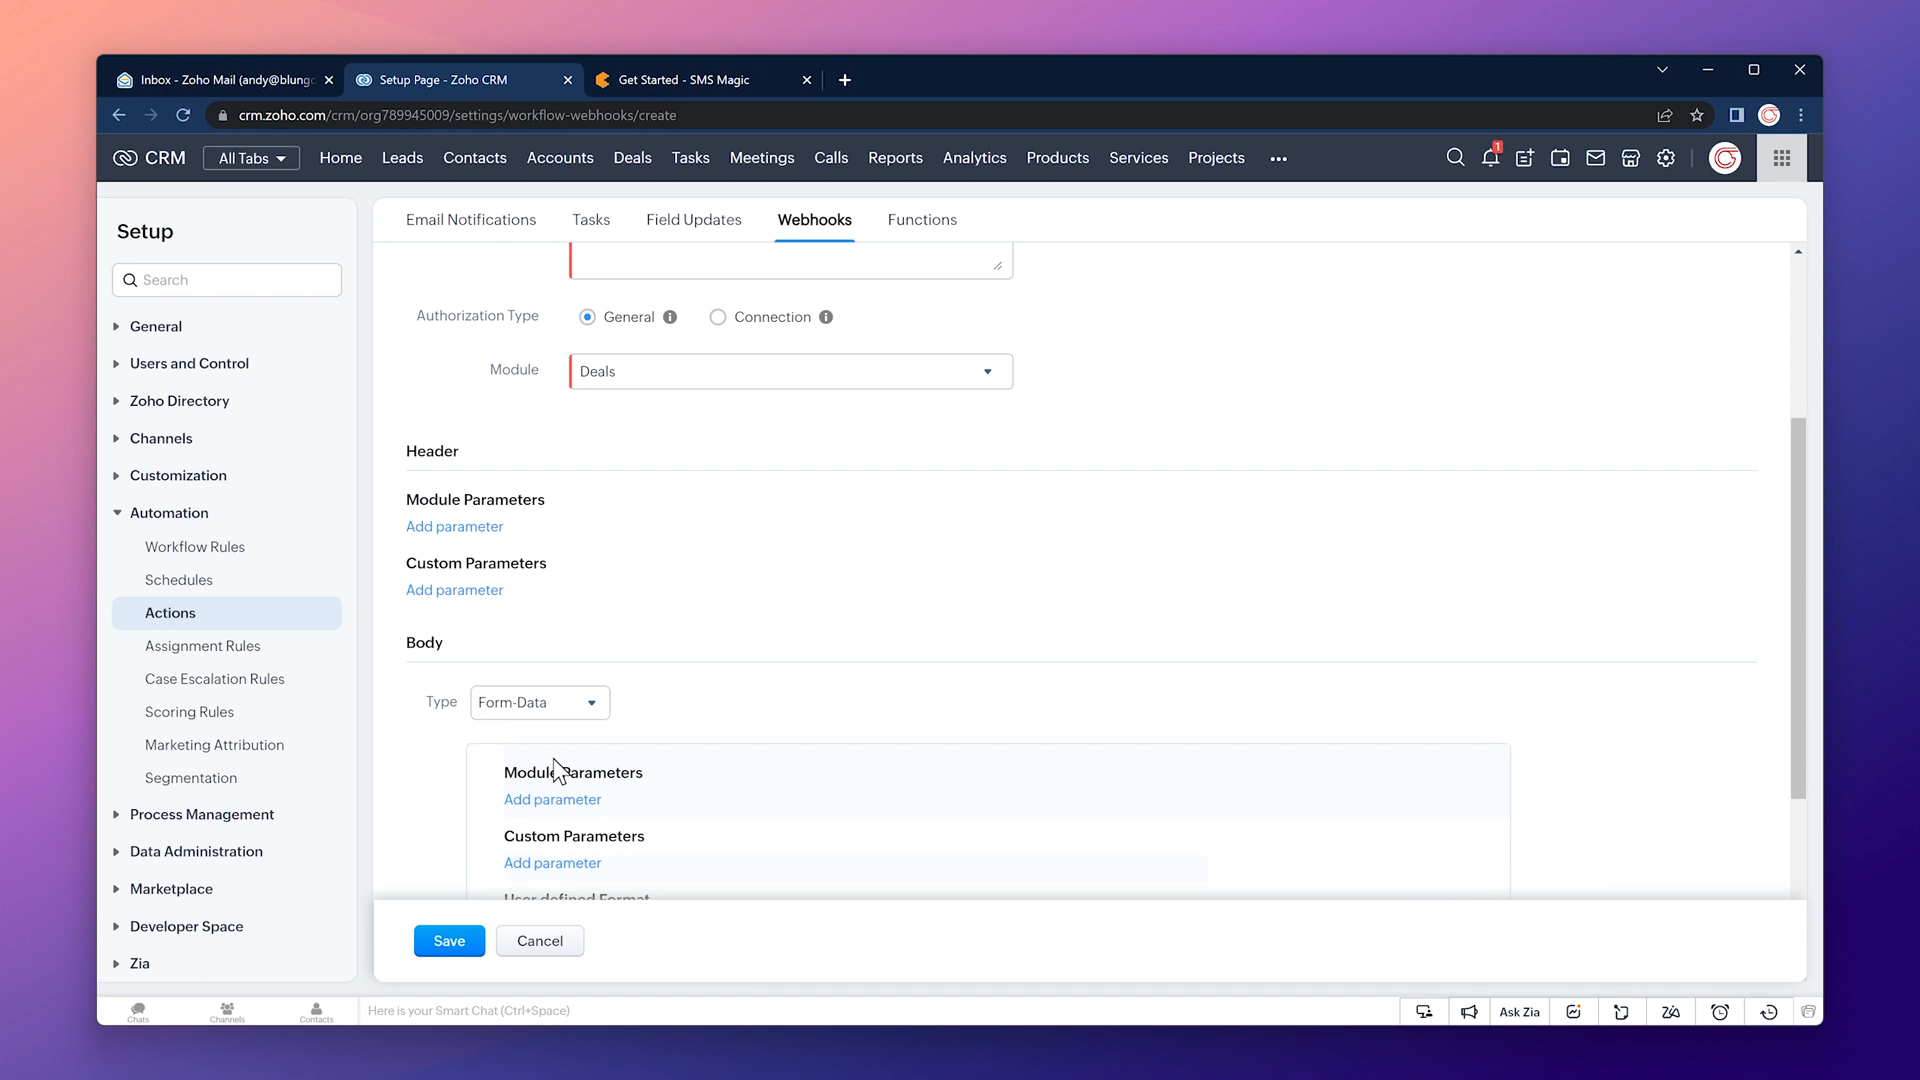 Inbox - Zoho Mail (andy@blungo
Setup Page - Zoho CRM
Get Started - SMS Magic
crm.zoho.com/crm/org789945009/settings/workflow-webhooks/create
CRM
All Tabs
Home
Leads
Contacts
Accounts
Deals
Tasks
Meetings
Calls
Reports
Analytics
Products
Services
Projects
1
Setup
Search
General
Users and Control
Zoho Directory
Channels
Customization
Automation
Workflow Rules
Schedules
Actions
Assignment Rules
Case Escalation Rules
Scoring Rules
Marketing Attribution
Segmentation
Process Management
Data Administration
Marketplace
Developer Space
Zia
Email Notifications
Tasks
Field Updates
Webhooks
Functions
Authorization Type
General
Connection
Module
Deals
Header
Module Parameters
Add parameter
Custom Parameters
Add parameter
Body
Type
Form-Data
Module Parameters
Add parameter
Custom Parameters
Add parameter
User defined Format
Save
Cancel
Chats
Channels
Contacts
Here is your Smart Chat (Ctrl+Space)
Ask Zia